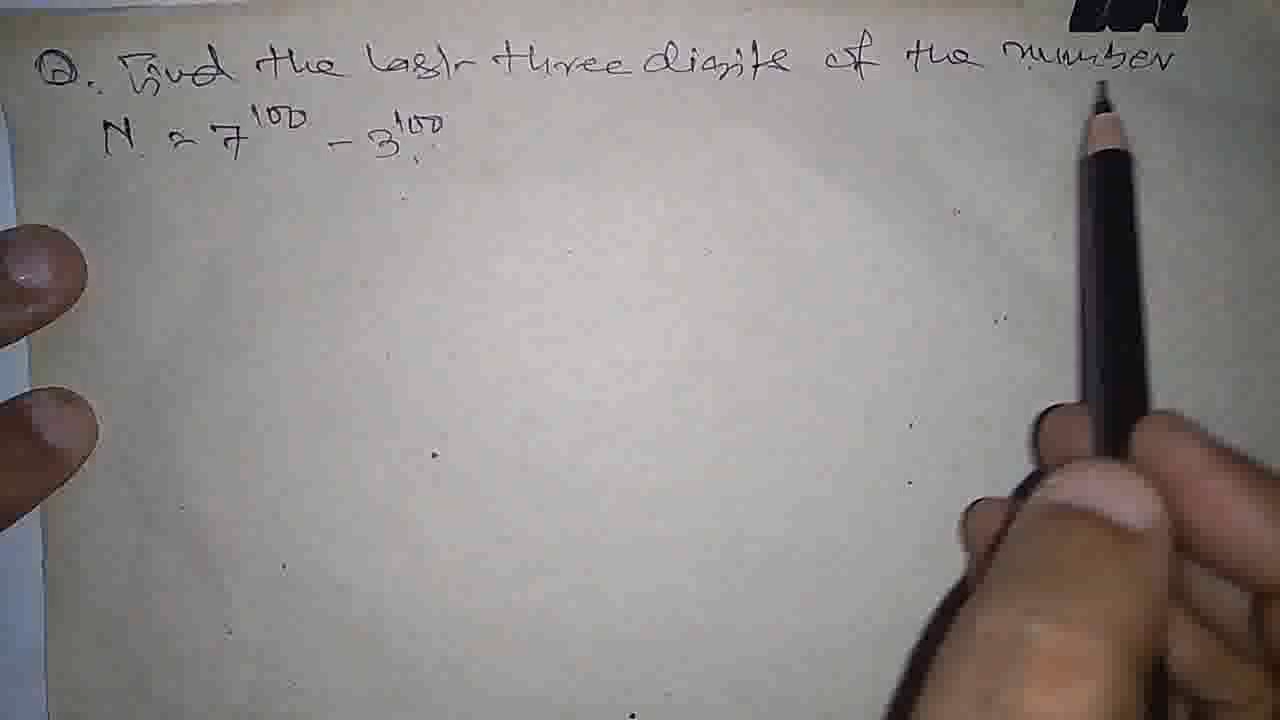 Q. Find the last three digits of the number
N = 7^100 - 3^100